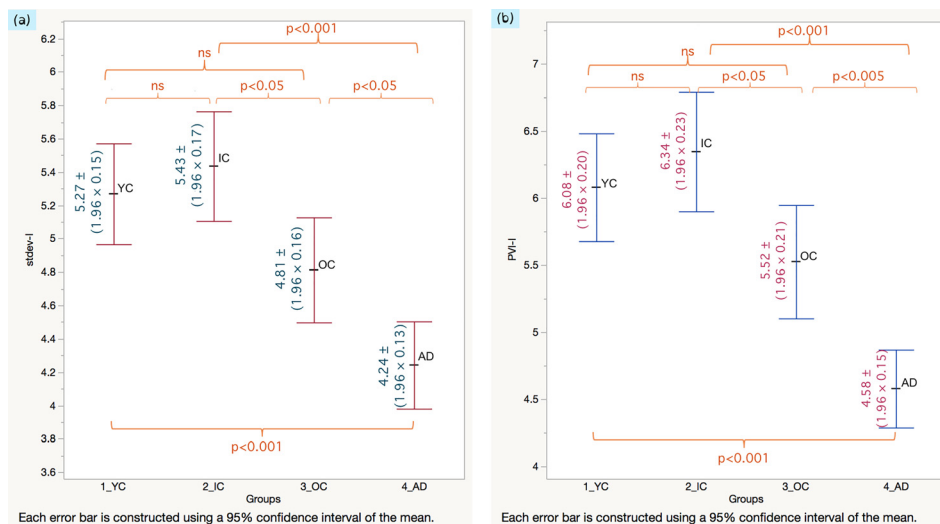 (a)
p<0.001
ns
ns
p<0.05
p<0.05
6.2
6
5.8
5.6
5.4
5.2
5
4.8
4.6
4.4
4.2
4
3.8
3.6
stdev-I
5.27 ±
(1.96 × 0.15)
YC
5.43 ±
(1.96 × 0.17)
IC
4.81 ±
(1.96 × 0.16)
OC
4.24 ±
(1.96 × 0.13)
AD
p<0.001
1_YC
2_IC
3_OC
4_AD
Groups
Each error bar is constructed using a 95% confidence interval of the mean.
(b)
p<0.001
ns
ns
p<0.05
p<0.005
7
6.5
6
5.5
5
4.5
4
PVI-I
6.08 ±
(1.96 × 0.20)
YC
6.34 ±
(1.96 × 0.23)
IC
5.52 ±
(1.96 × 0.21)
OC
4.58 ±
(1.96 × 0.15)
AD
p<0.001
1_YC
2_IC
3_OC
4_AD
Groups
Each error bar is constructed using a 95% confidence interval of the mean.